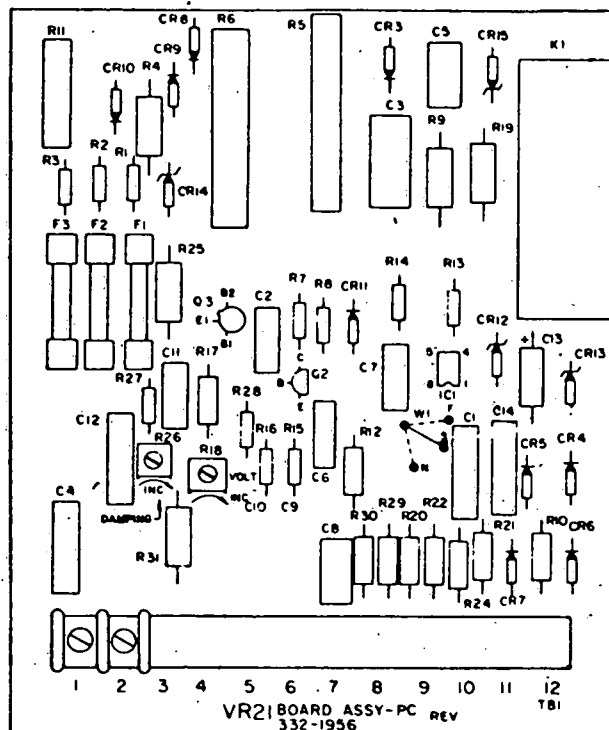 CR8
CR3
CR15
R11
CR9
R6
R5
C5
K1
CR10
R4
C3
R9
R19
R3
R2
R1
CR14
F3
F2
F1
R25
R14
R13
B2
Q3
C2
R7
R8
CR11
E1
B1
CR12
C13
+
CR13
C
5
4
C11
R17
B
Q2
C7
8
1
IC1
E
R27
R28
W1
F
C12
R26
R18
R16
R15
R12
S
C1
C14
VOLT
C6
N
CR5
CR4
C4
INC
INC
C10
C9
DAMPING
R31
C8
R30
R29
R20
R22
R21
R10
CR6
R24
CR7
1 2 3 4 5 6 7 8 9 10 11 12
TB1
VR21 BOARD ASSY-PC REV
332-1956